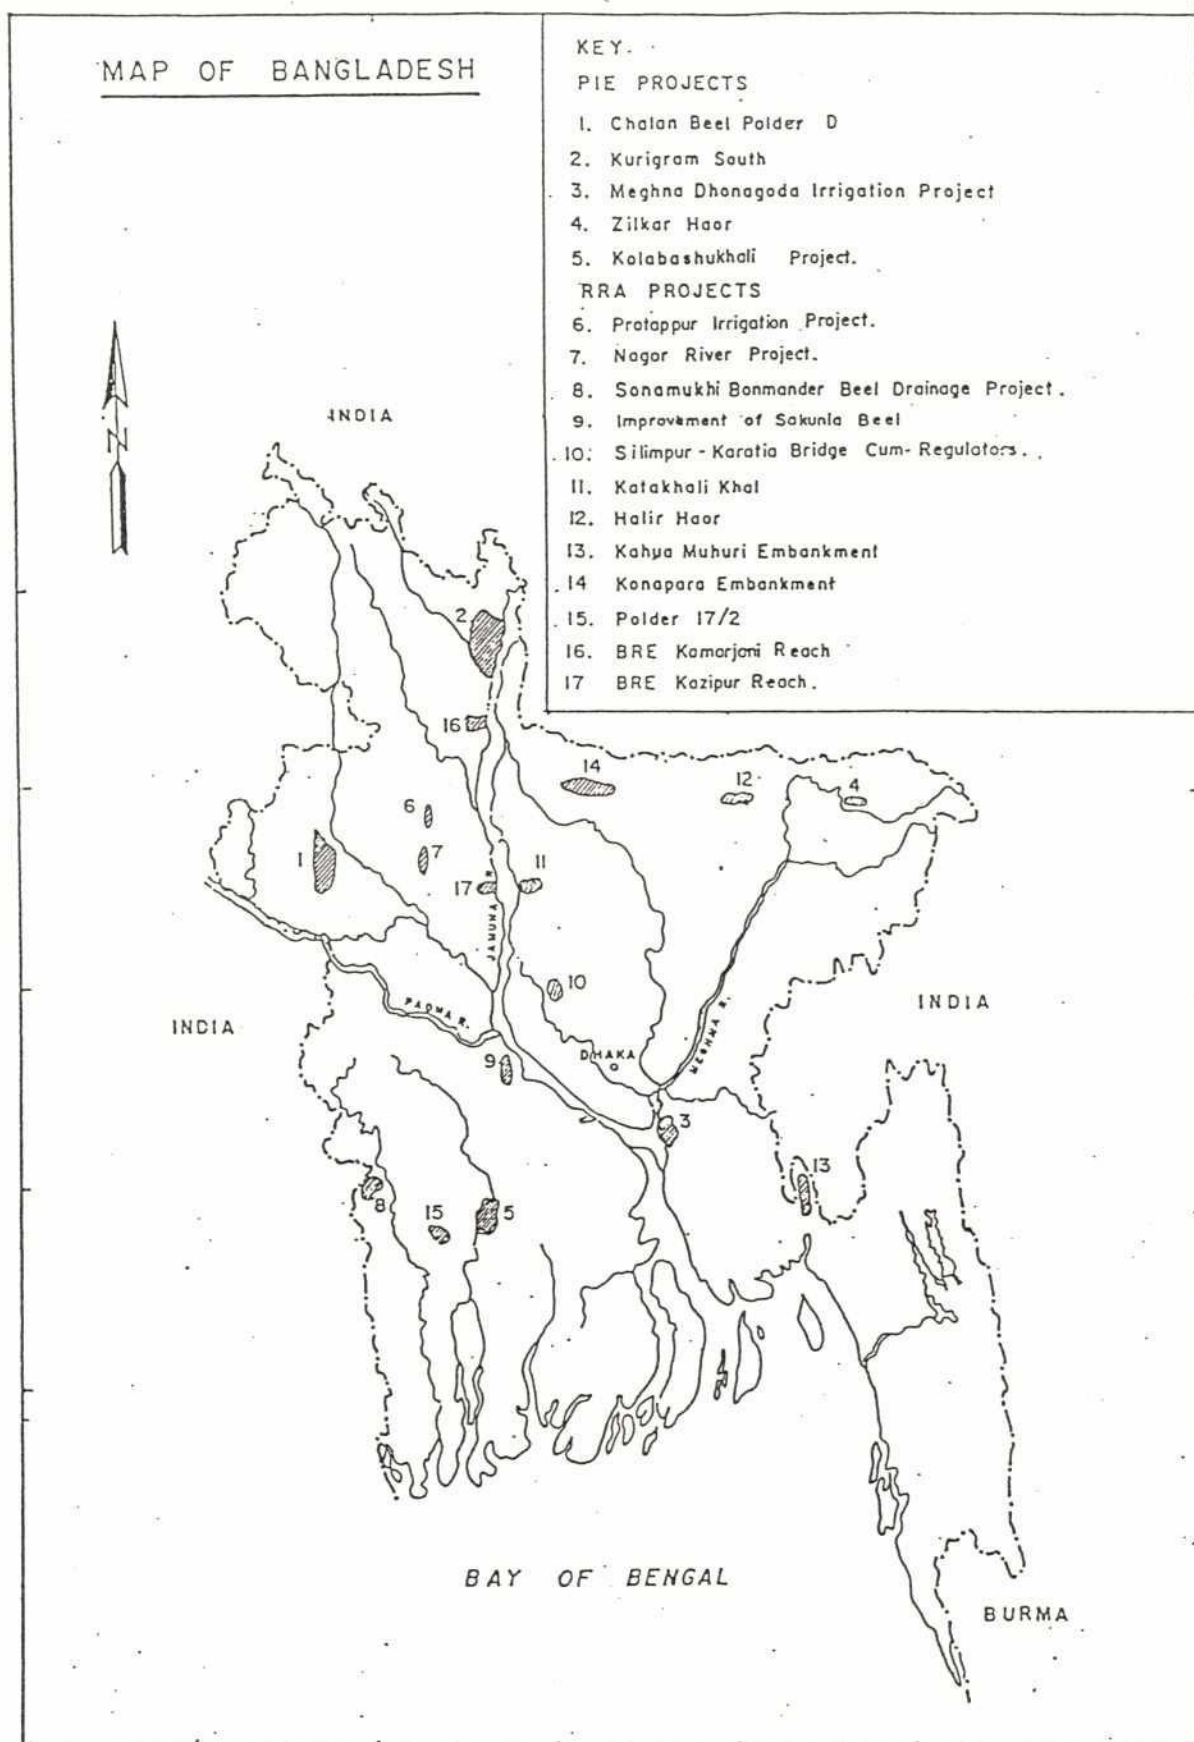 MAP OF BANGLADESH
KEY.
PIE PROJECTS
1. Chalan Beel Polder D
2. Kurigram South
3. Meghna Dhonagoda Irrigation Project
4. Zilkar Haor
5. Kolabashukhali Project.
RRA PROJECTS
6. Protappur Irrigation Project.
7. Nagor River Project.
8. Sonamukhi Bonmander Beel Drainage Project.
9. Improvement of Sakunia Beel
10. Silimpur - Karatia Bridge Cum- Regulators.
11. Katakhali Khal
12. Halir Haor
13. Kahua Muhuri Embankment
14 Konapara Embankment
15. Polder 17/2
16. BRE Kamarjani Reach
17 BRE Kazipur Reach.
N
INDIA
2
16
14
12
4
6
1
7
17
11
JAMUNA R.
10
PADMA R.
INDIA
INDIA
MEGHNA R.
DHAKA
9
3
13
8
15
5
BAY OF BENGAL
BURMA